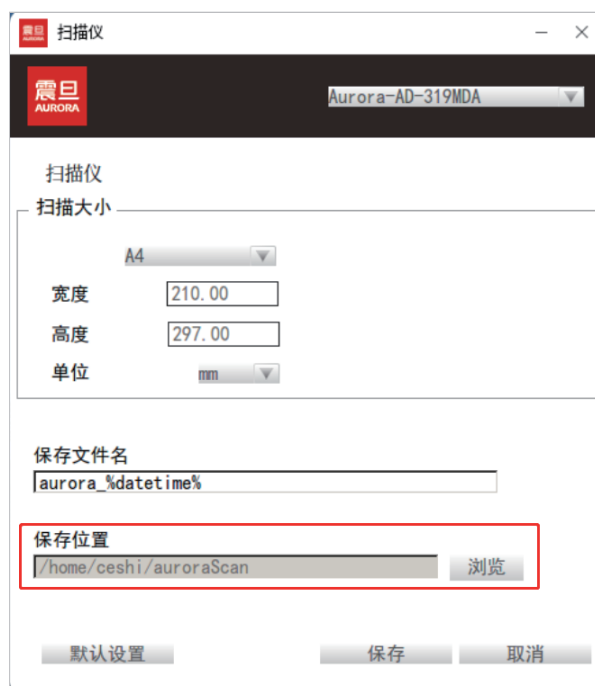 震旦
AURORA
扫描仪
震旦
AURORA
Aurora-AD-319MDA
扫描仪
扫描大小
A4
宽度 210.00
高度 297.00
单位 mm
保存文件名
aurora_%datetime%
保存位置
/home/ceshi/auroraScan 浏览
默认设置 保存 取消